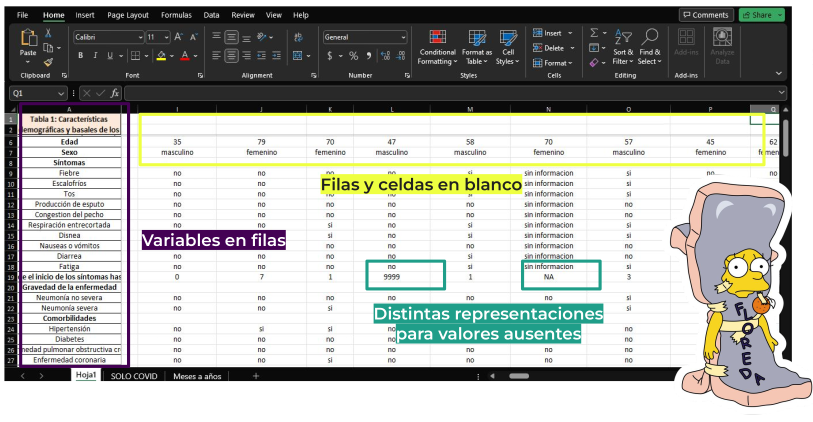 File Home Insert Page Layout Formulas Data Review View Help Comments Share
Paste Calibri 11 General Conditional Formatting Format as Table Cell Styles Insert Delete Format Sort & Filter Find & Select Add-ins Analyze Data
Clipboard Font Alignment Number Styles Cells Editing Add-ins
Q1 fx
A I J K L M N O P Q
1 Tabla 1: Características
2 demográficas y basales de los
6 Edad 35 79 70 47 58 70 57 45 62
7 Sexo masculino femenino femenino masculino masculino femenino masculino femenino femen
8 Síntomas
9 Fiebre no no no no si sin informacion si no no
10 Escalofríos no no sin informacion si
11 Tos no no no no si sin informacion si
12 Producción de esputo no no no no no sin informacion no
13 Congestion del pecho no no no no no sin informacion no
14 Respiración entrecortada no no si no si sin informacion si
15 Disnea no si no si sin informacion si
16 Nauseas o vómitos no no no no no sin informacion si
17 Diarrea no no no no si sin informacion no
18 Fatiga no no no no si sin informacion si
19 e el inicio de los síntomas has 0 7 1 9999 1 NA 3
20 Gravedad de la enfermedad
21 Neumonía no severa no no no no no no si
22 Neumonía severa no no si
23 Comorbilidades
24 Hipertensión no si si no no
25 Diabetes no no no no
26 medad pulmonar obstructiva cr no no no no no no no
27 Enfermedad coronaria no no si no no no no
Filas y celdas en blanco
Variables en filas
Distintas representaciones
para valores ausentes
FLOREDA
Hoja1 SOLO COVID Meses a años +